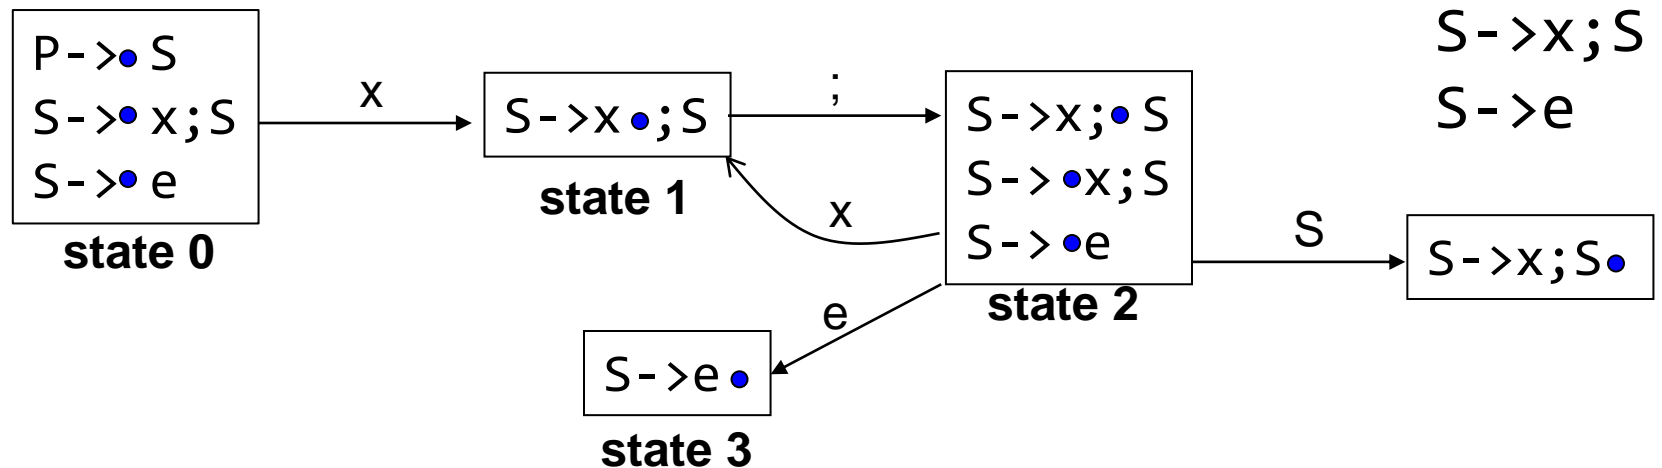 P->• S
S->• x;S
S->• e
state 0
x
S->x •;S
state 1
;
x
S->x;• S
S-> •x;S
S-> •e
state 2
e
S->e •
state 3
S
S->x;S•
S->x;S
S->e